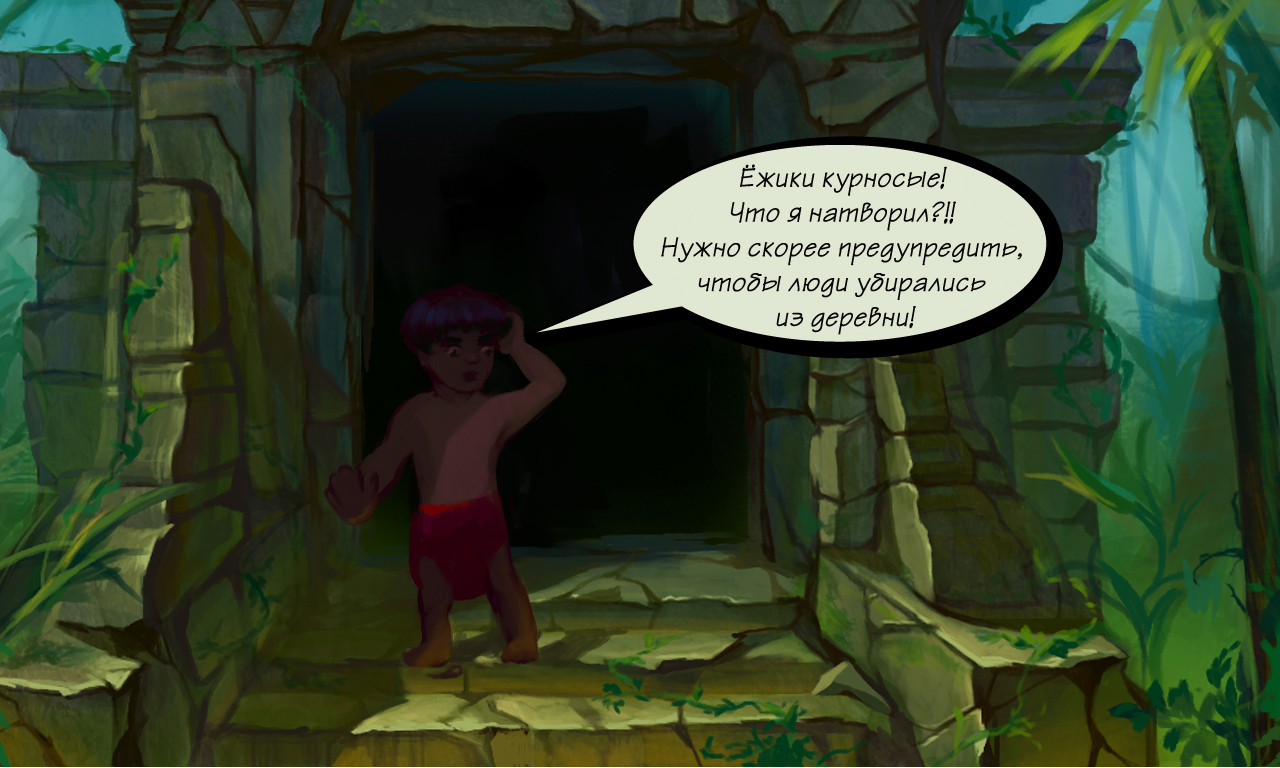 Ёжики курносые!
Что я натворил?!!
Нужно скорее предупредить,
чтобы люди убирались
из деревни!